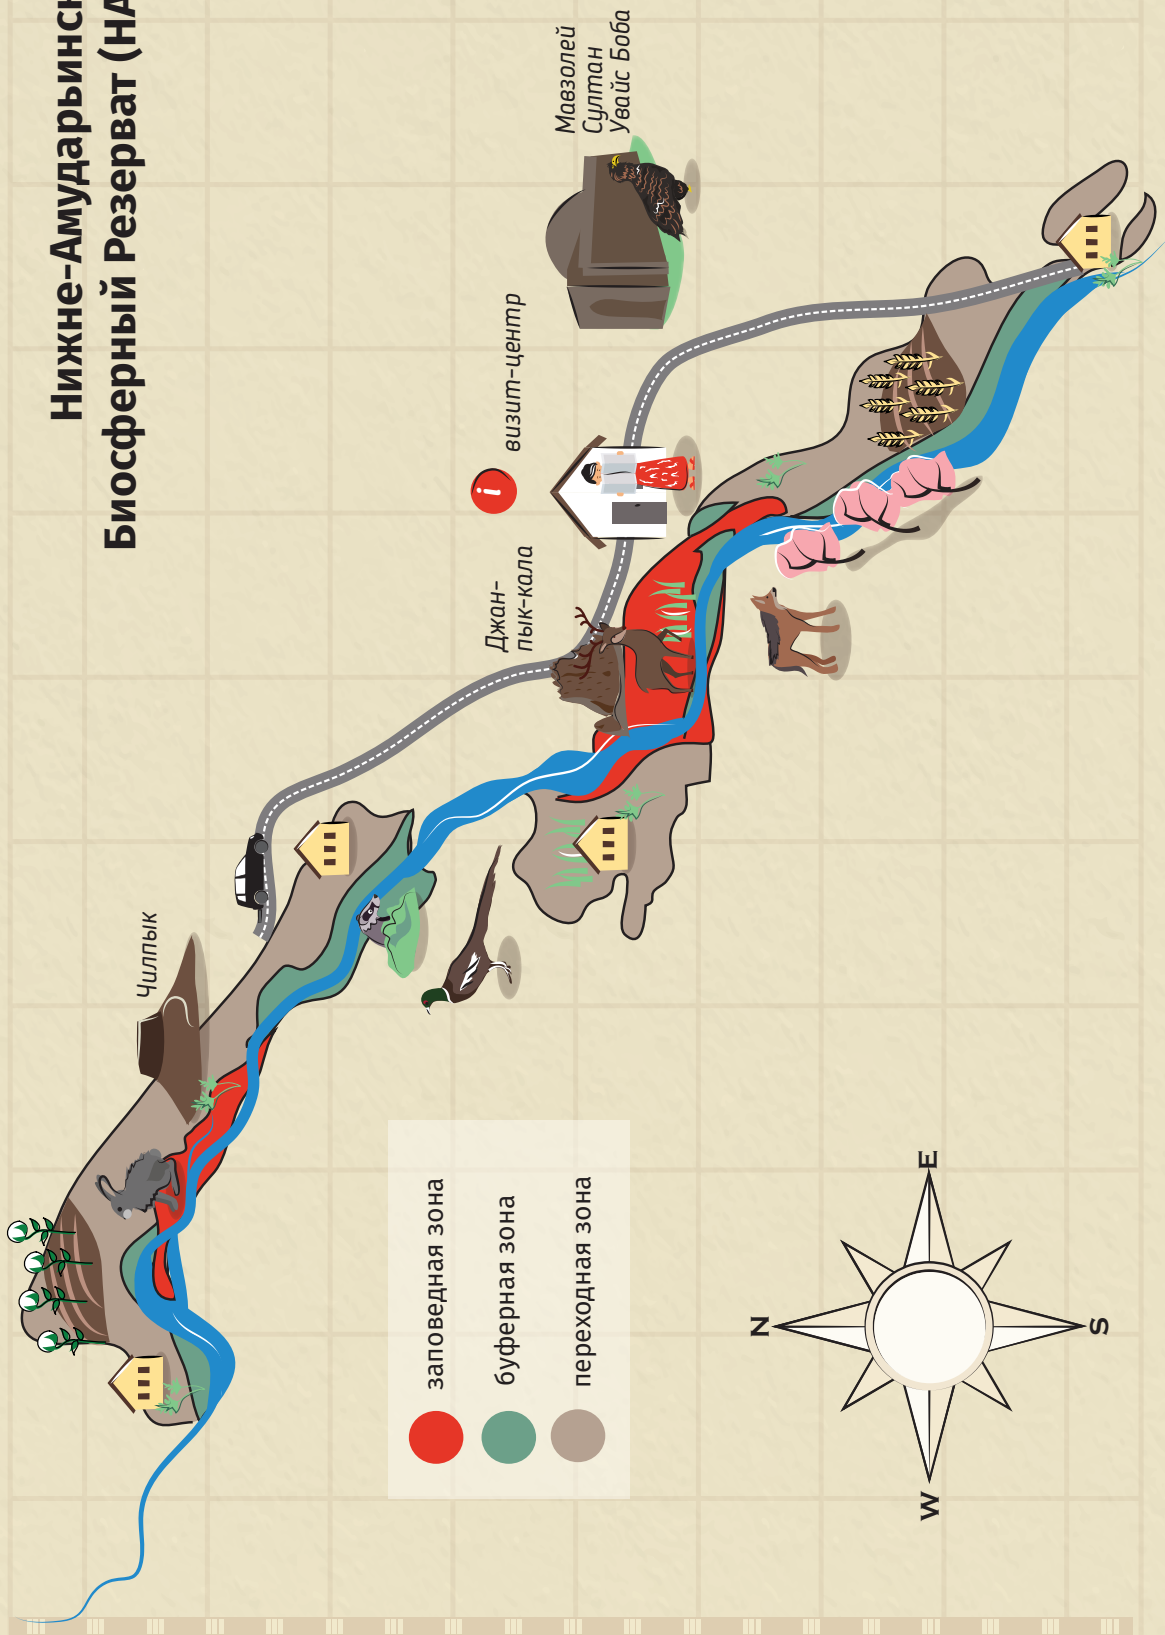 Нижне-Амударьинск
Биосферный Резерват (НА
Чилпык
Джан-
пык-кала
визит-центр
i
Мавзолей
Султан
Увайс Боба
заповедная зона
буферная зона
переходная зона
N
E
S
W